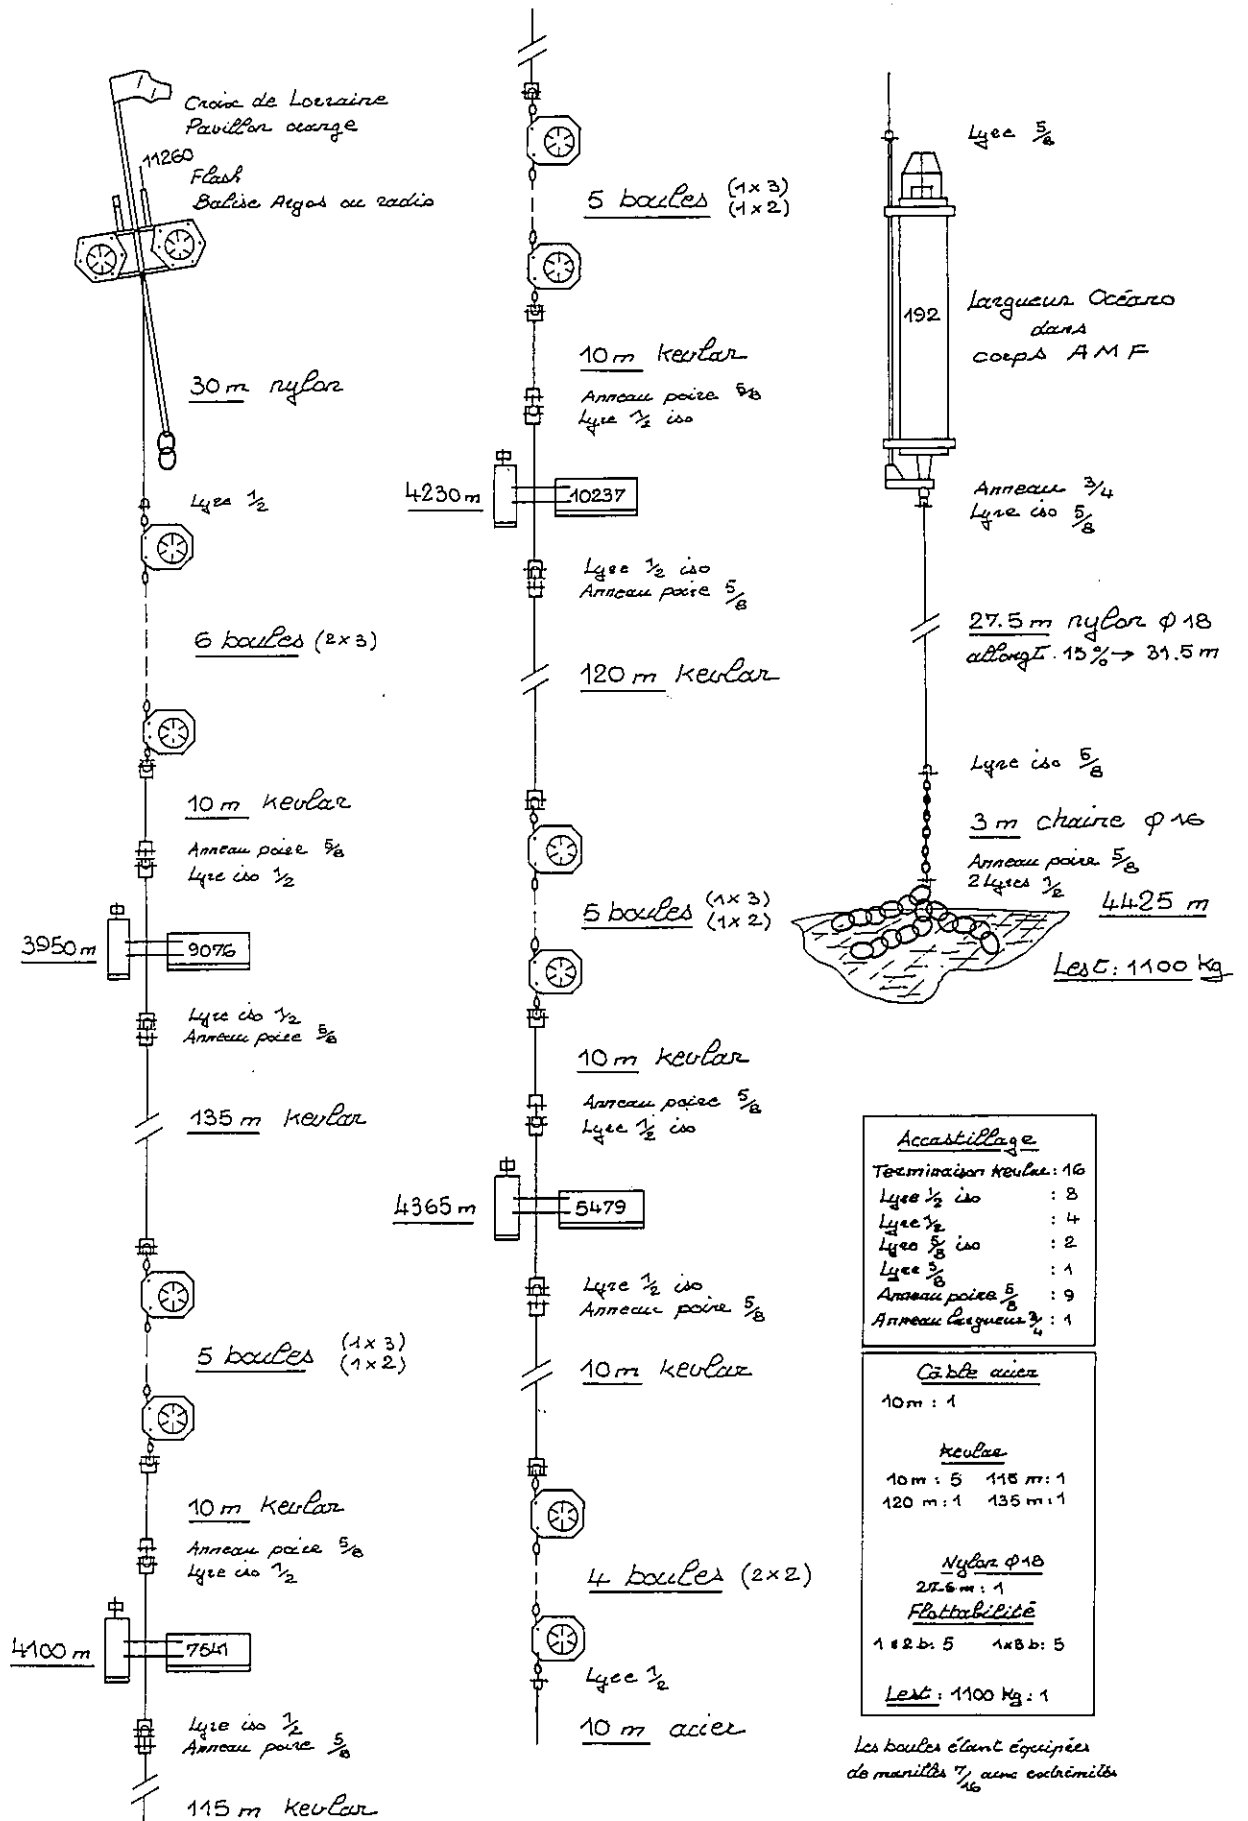 Croix de Lorraine
Pavillon orange
11260
Flash
Balise Argos ou radio
30 m nylon
Lyre 1/2
6 boules (2x3)
10 m kevlar
Anneau poire 5/8
Lyre iso 1/2
3950 m
9076
Lyre iso 1/2
Anneau poire 5/8
135 m kevlar
5 boules (1x3)
(1x2)
10 m kevlar
Anneau poire 5/8
Lyre iso 1/2
4100 m
7541
Lyre iso 1/2
Anneau poire 5/8
115 m kevlar
5 boules (1x3)
(1x2)
10 m kevlar
Anneau poire 5/8
Lyre 1/2 iso
4230 m
10237
Lyre 1/2 iso
Anneau poire 5/8
120 m kevlar
5 boules (1x3)
(1x2)
10 m kevlar
Anneau poire 5/8
Lyre 1/2 iso
4365 m
5479
Lyre 1/2 iso
Anneau poire 5/8
10 m kevlar
4 boules (2x2)
Lyre 1/2
10 m acier
Lyre 5/8
192
Largueur Océano
dans
corps AMF
Anneau 3/4
Lyre iso 5/8
27.5 m nylon φ 18
allongt. 15% → 31.5 m
Lyre iso 5/8
3 m chaine φ 16
Anneau poire 5/8
2 Lyres 1/2
4425 m
Lest : 1100 kg
Accastillage
Terminaison kevlar : 16
Lyre 1/2 iso : 8
Lyre 1/2 : 4
Lyre 5/8 iso : 2
Lyre 5/8 : 1
Anneau poire 5/8 : 9
Anneau largueur 3/4 : 1
Câble acier
10 m : 1
Kevlar
10 m : 5 115 m : 1
120 m : 1 135 m : 1
Nylon φ 18
27.5 m : 1
Flottabilité
1 x 2 b : 5 1x3 b : 5
Lest : 1100 kg : 1
Les boules étant équipées
de manilles 7/16 aux extrémités